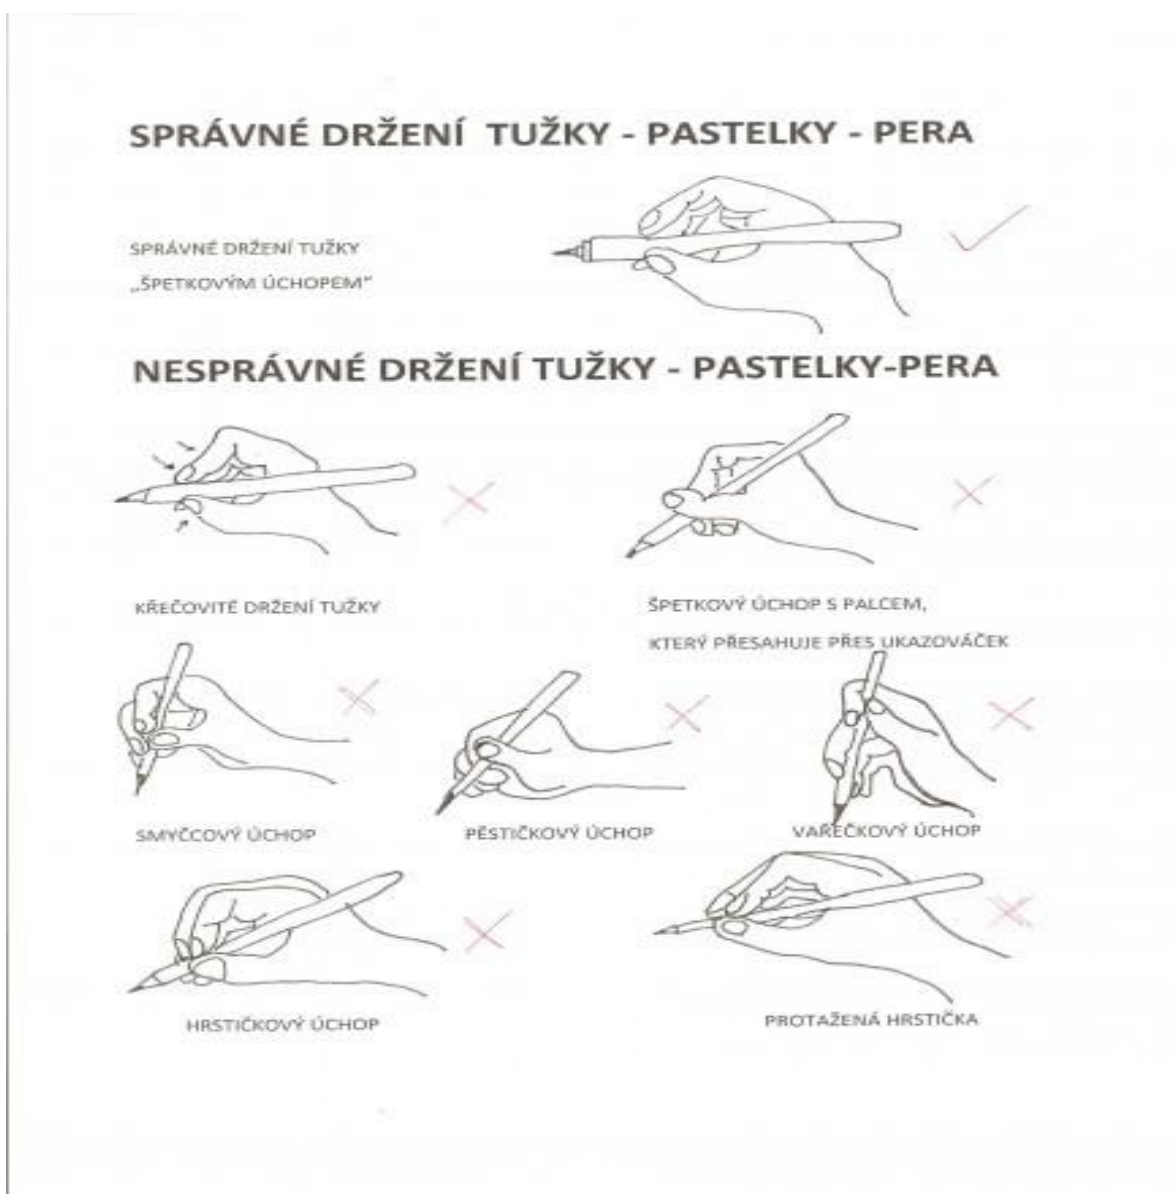 SPRÁVNÉ DRŽENÍ TUŽKY - PASTELKY - PERA
SPRÁVNÉ DRŽENÍ TUŽKY
„ŠPETKOVÝM ÚCHOPEM“
NESPRÁVNÉ DRŽENÍ TUŽKY - PASTELKY-PERA
KŘEČOVITÉ DRŽENÍ TUŽKY
ŠPETKOVÝ ÚCHOP S PALCEM,
KTERÝ PŘESAHUJE PŘES UKAZOVÁČEK
SMYČCOVÝ ÚCHOP
PĚSTIČKOVÝ ÚCHOP
VAŘEČKOVÝ ÚCHOP
HRSTIČKOVÝ ÚCHOP
PROTAŽENÁ HRSTIČKA